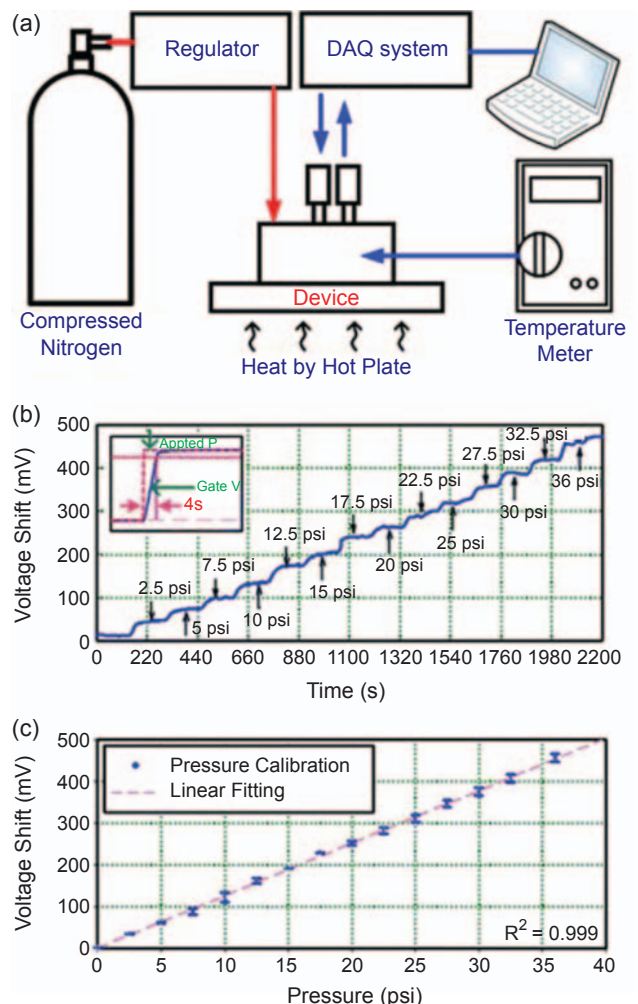 (a)
Regulator
DAQ system
Device
Compressed
Nitrogen
Heat by Hot Plate
Temperature
Meter
(b)
Voltage Shift (mV)
500
400
300
200
100
0
Appted P
Gate V
4s
2.5 psi
5 psi
7.5 psi
10 psi
12.5 psi
15 psi
17.5 psi
20 psi
22.5 psi
25 psi
27.5 psi
30 psi
32.5 psi
36 psi
0 220 440 660 880 1100 1320 1540 1760 1980 2200
Time (s)
(c)
Voltage Shift (mV)
500
400
300
200
100
0
Pressure Calibration
Linear Fitting
R² = 0.999
0 5 10 15 20 25 30 35 40
Pressure (psi)